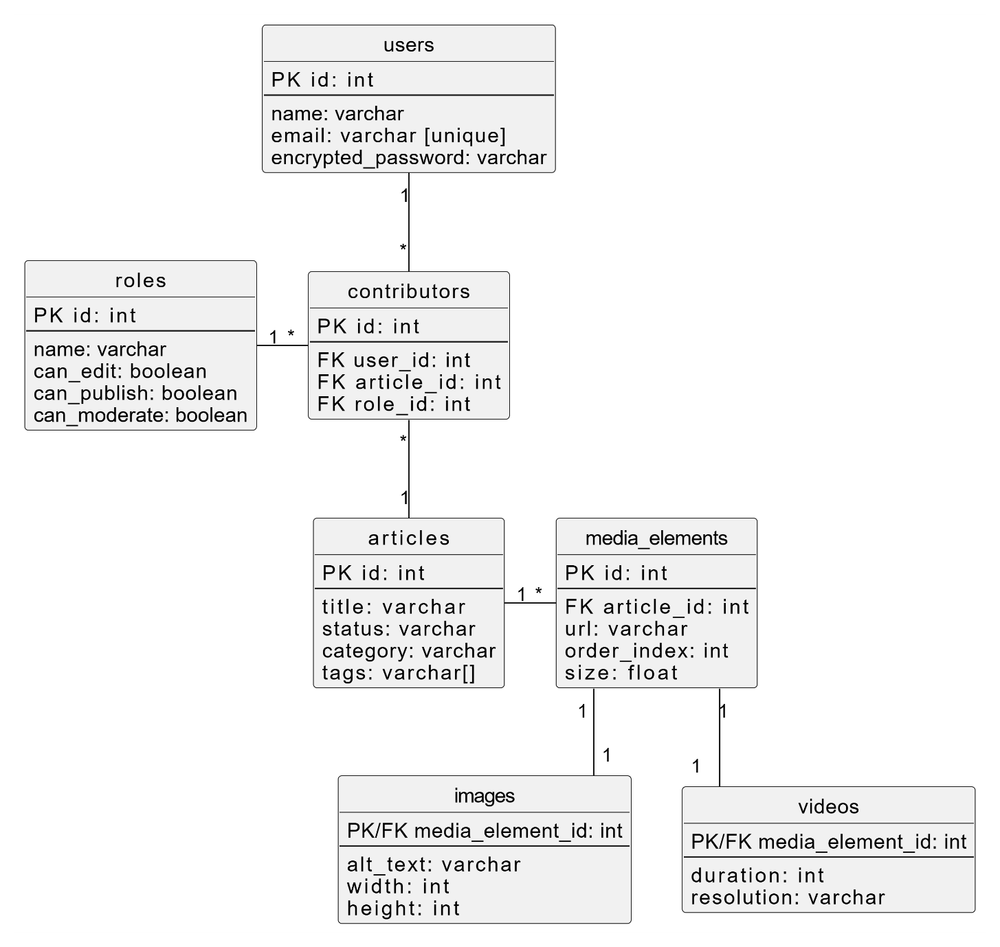 users
PK id: int
name: varchar
email: varchar [unique]
encrypted_password: varchar
1
*
roles
PK id: int
name: varchar
can_edit: boolean
can_publish: boolean
can_moderate: boolean
1 *
contributors
PK id: int
FK user_id: int
FK article_id: int
FK role_id: int
*
1
articles
PK id: int
title: varchar
status: varchar
category: varchar
tags: varchar[]
1 *
media_elements
PK id: int
FK article_id: int
url: varchar
order_index: int
size: float
1
1
1
1
images
PK/FK media_element_id: int
alt_text: varchar
width: int
height: int
videos
PK/FK media_element_id: int
duration: int
resolution: varchar